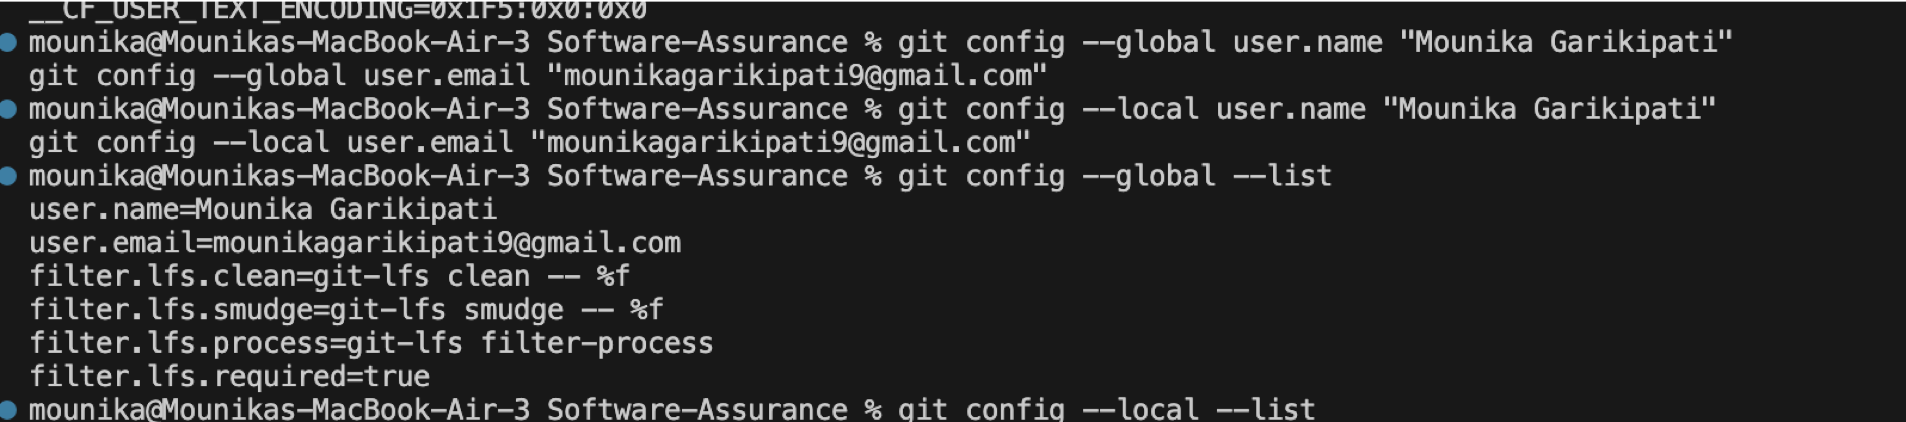 __CF_USER_TEXT_ENCODING=0x1F5:0x0:0x0
mounika@Mounikas-MacBook-Air-3 Software-Assurance % git config --global user.name "Mounika Garikipati"
git config --global user.email "mounikagarikipati9@gmail.com"
mounika@Mounikas-MacBook-Air-3 Software-Assurance % git config --local user.name "Mounika Garikipati"
git config --local user.email "mounikagarikipati9@gmail.com"
mounika@Mounikas-MacBook-Air-3 Software-Assurance % git config --global --list
user.name=Mounika Garikipati
user.email=mounikagarikipati9@gmail.com
filter.lfs.clean=git-lfs clean -- %f
filter.lfs.smudge=git-lfs smudge -- %f
filter.lfs.process=git-lfs filter-process
filter.lfs.required=true
mounika@Mounikas-MacBook-Air-3 Software-Assurance % git config --local --list